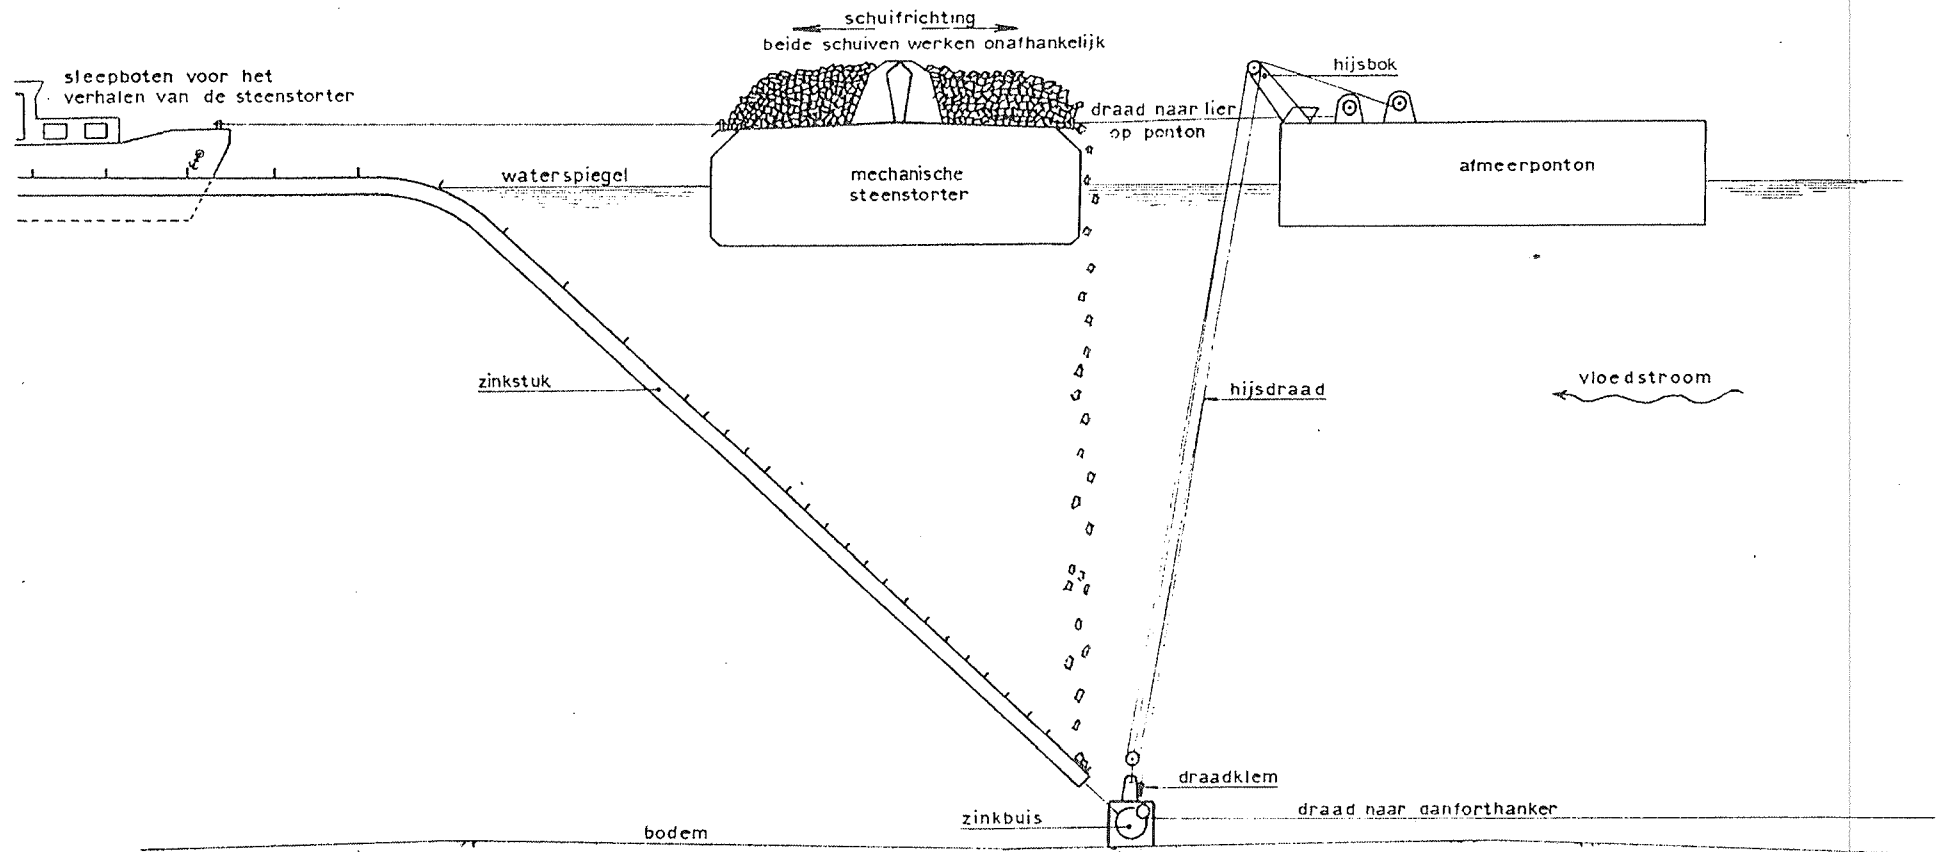 schuifrichting
beide schuiven werken onafhankelijk
sleepboten voor het
verhalen van de steenstorter
hijsbok
draad naar lier
op ponton
afmeerponton
waterspiegel
mechanische
steenstorter
zinkstuk
hijsdraad
vloedstroom
draadklem
zinkbuis
draad naar danforthanker
bodem